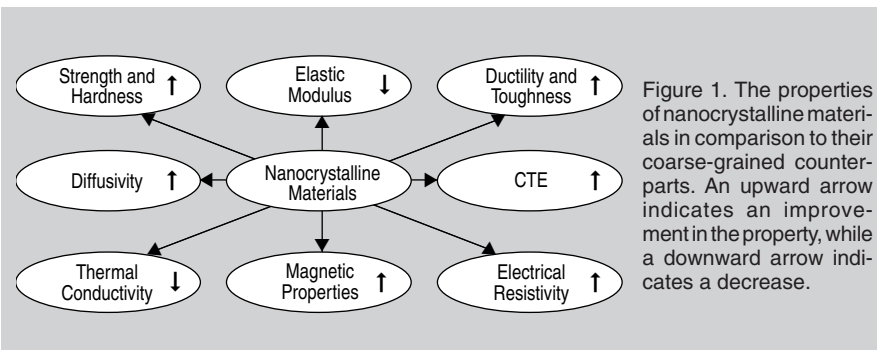 Strength and
Hardness ↑
Elastic
Modulus ↓
Ductility and
Toughness ↑
Diffusivity ↑
Nanocrystalline
Materials
CTE ↑
Thermal
Conductivity ↓
Magnetic
Properties ↑
Electrical
Resistivity ↑
Figure 1. The properties
of nanocrystalline materi-
als in comparison to their
coarse-grained counter-
parts. An upward arrow
indicates an improve-
ment in the property, while
a downward arrow indi-
cates a decrease.